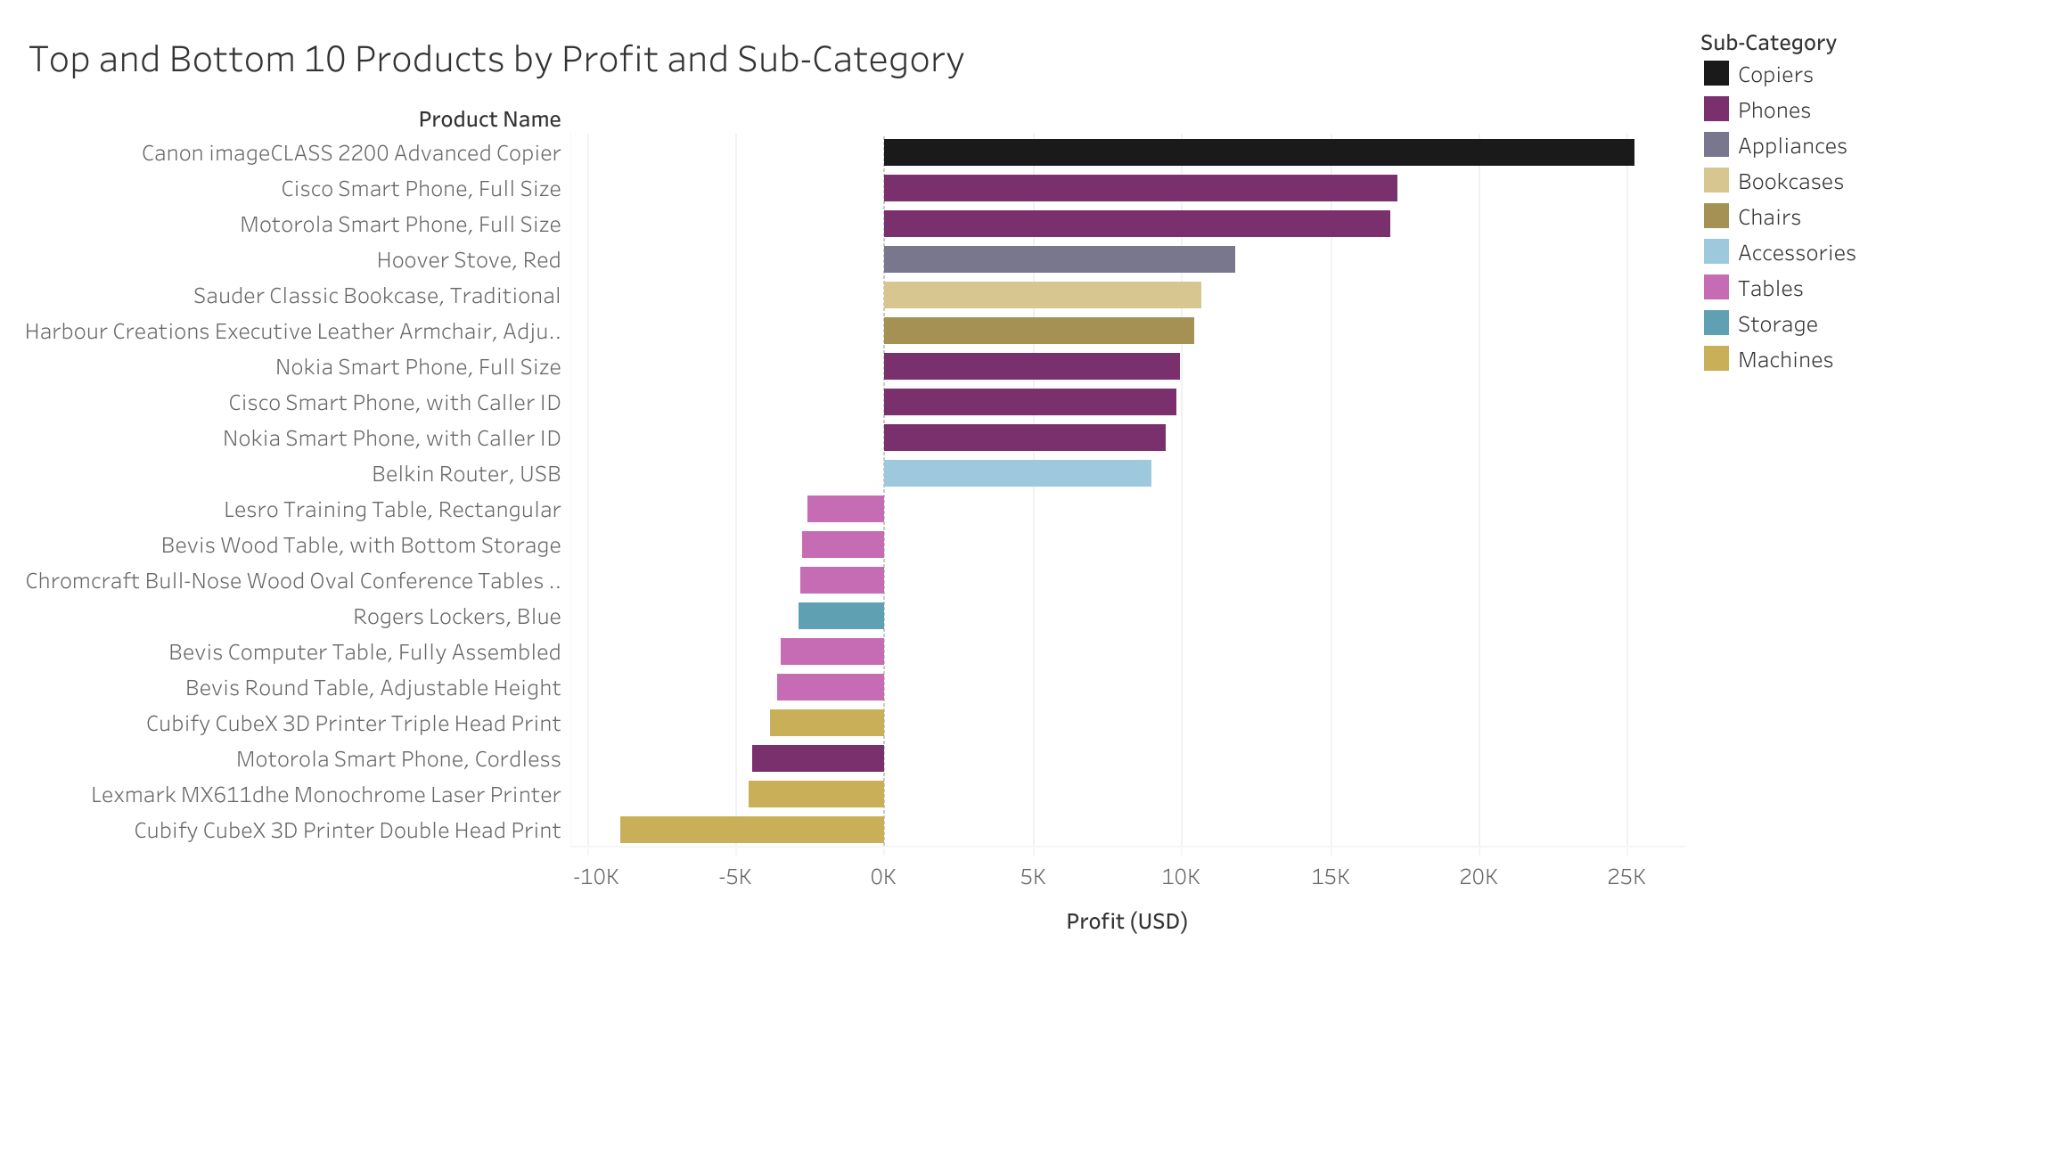 Top and Bottom 10 Products by Profit and Sub-Category
Product Name
Canon imageCLASS 2200 Advanced Copier
Cisco Smart Phone, Full Size
Motorola Smart Phone, Full Size
Hoover Stove, Red
Sauder Classic Bookcase, Traditional
Harbour Creations Executive Leather Armchair, Adju..
Nokia Smart Phone, Full Size
Cisco Smart Phone, with Caller ID
Nokia Smart Phone, with Caller ID
Belkin Router, USB
Lesro Training Table, Rectangular
Bevis Wood Table, with Bottom Storage
Chromcraft Bull-Nose Wood Oval Conference Tables ..
Rogers Lockers, Blue
Bevis Computer Table, Fully Assembled
Bevis Round Table, Adjustable Height
Cubify CubeX 3D Printer Triple Head Print
Motorola Smart Phone, Cordless
Lexmark MX611dhe Monochrome Laser Printer
Cubify CubeX 3D Printer Double Head Print
-10K -5K 0K 5K 10K 15K 20K 25K
Profit (USD)
Sub-Category
Copiers
Phones
Appliances
Bookcases
Chairs
Accessories
Tables
Storage
Machines